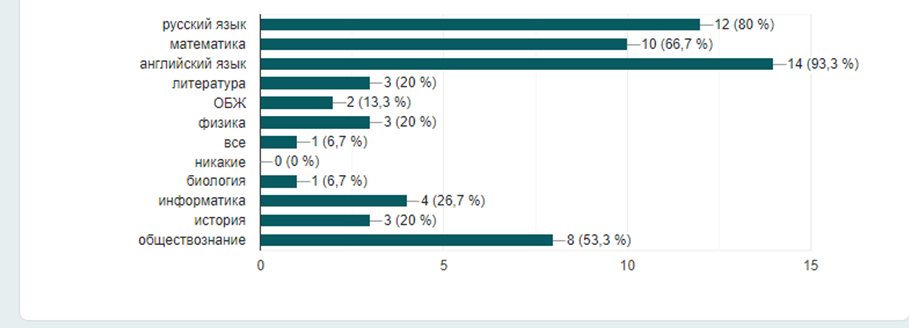 русский язык 12 (80 %)
математика 10 (66,7 %)
английский язык 14 (93,3 %)
литература 3 (20 %)
ОБЖ 2 (13,3 %)
физика 3 (20 %)
все 1 (6,7 %)
никакие 0 (0 %)
биология 1 (6,7 %)
информатика 4 (26,7 %)
история 3 (20 %)
обществознание 8 (53,3 %)
0 5 10 15